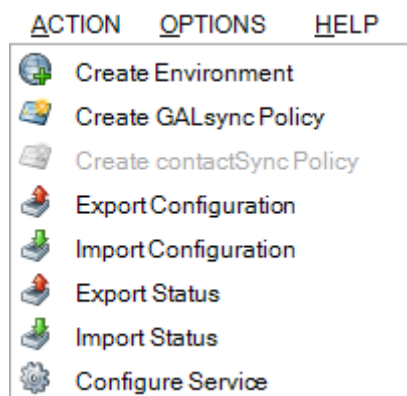 ACTION OPTIONS HELP
Create Environment
Create GALsync Policy
Create contactSync Policy
Export Configuration
Import Configuration
Export Status
Import Status
Configure Service